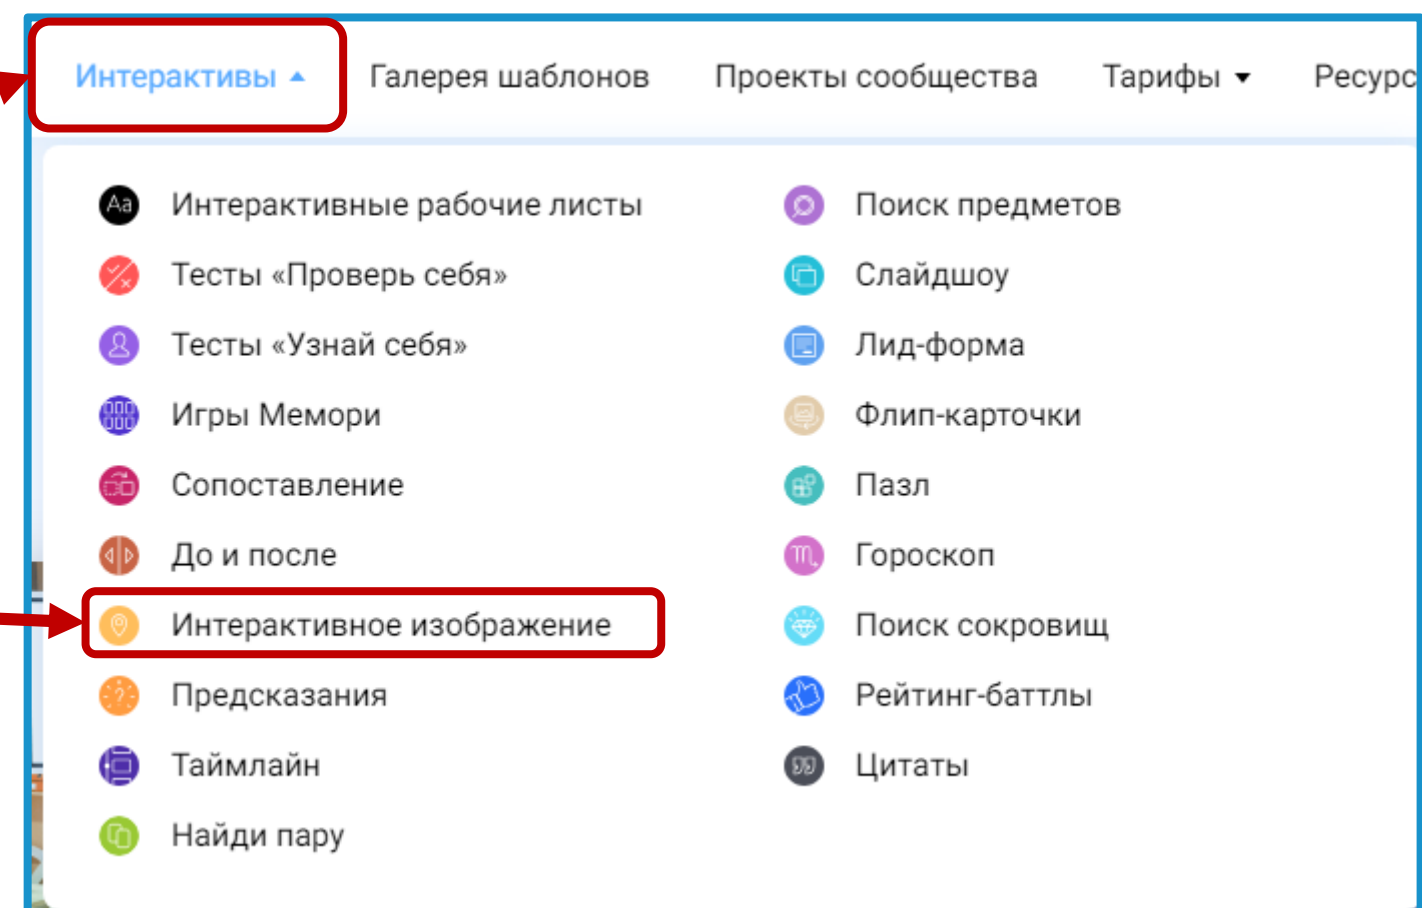 Интерактивы Галерея шаблонов Проекты сообщества Тарифы Ресурс
Интерактивные рабочие листы
Тесты «Проверь себя»
Тесты «Узнай себя»
Игры Мемори
Сопоставление
До и после
Интерактивное изображение
Предсказания
Таймлайн
Найди пару
Поиск предметов
Слайдшоу
Лид-форма
Флип-карточки
Пазл
Гороскоп
Поиск сокровищ
Рейтинг-баттлы
Цитаты